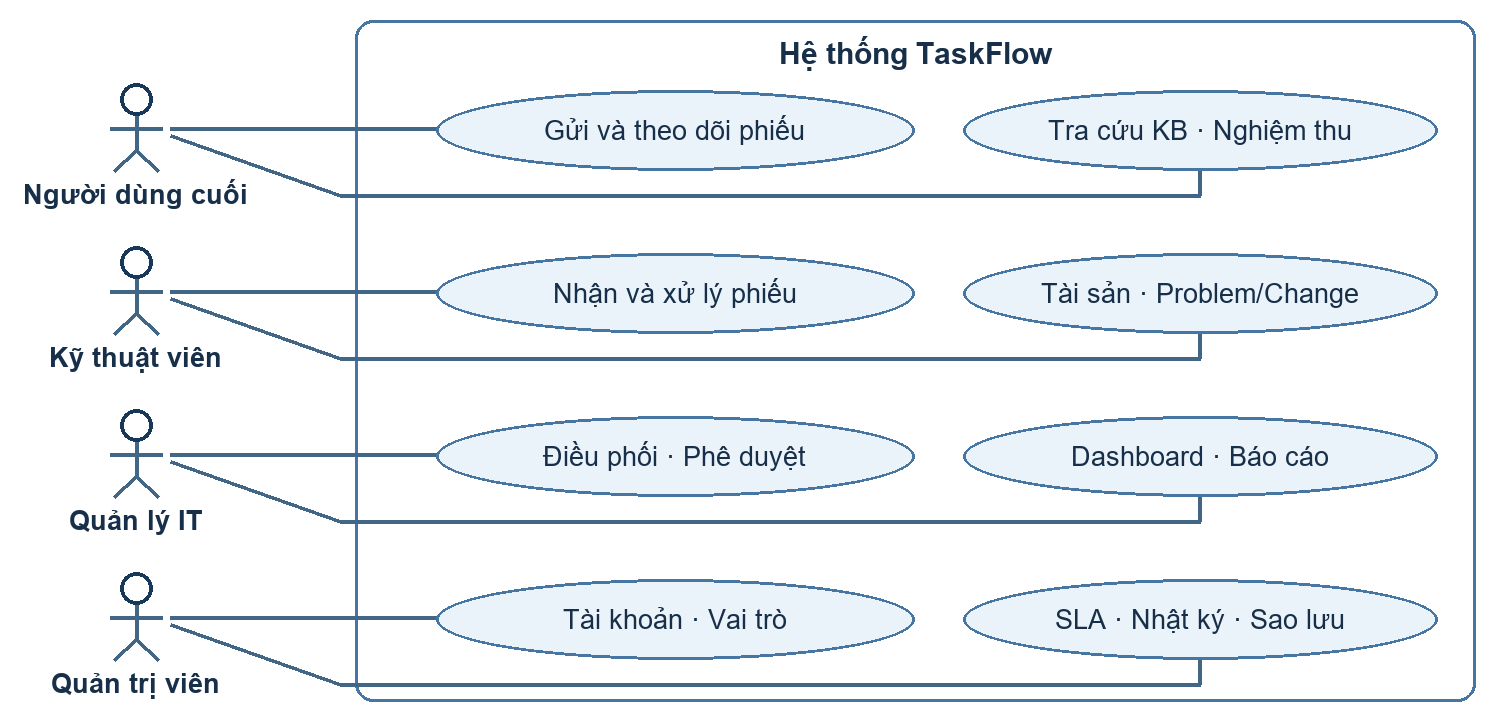 Hệ thống TaskFlow
Gửi và theo dõi phiếu
Tra cứu KB · Nghiệm thu
Người dùng cuối
Nhận và xử lý phiếu
Tài sản · Problem/Change
Kỹ thuật viên
Điều phối · Phê duyệt
Dashboard · Báo cáo
Quản lý IT
Tài khoản · Vai trò
SLA · Nhật ký · Sao lưu
Quản trị viên